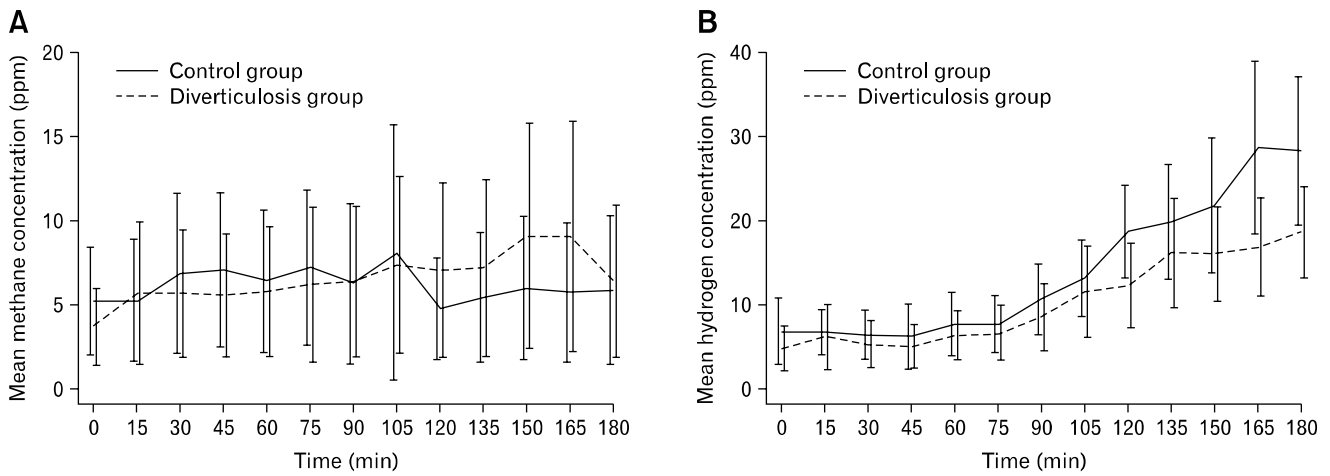 A
Mean methane concentration (ppm)
20
15
10
5
0
Control group
Diverticulosis group
0 15 30 45 60 75 90 105 120 135 150 165 180
Time (min)
B
Mean hydrogen concentration (ppm)
40
30
20
10
0
Control group
Diverticulosis group
0 15 30 45 60 75 90 105 120 135 150 165 180
Time (min)